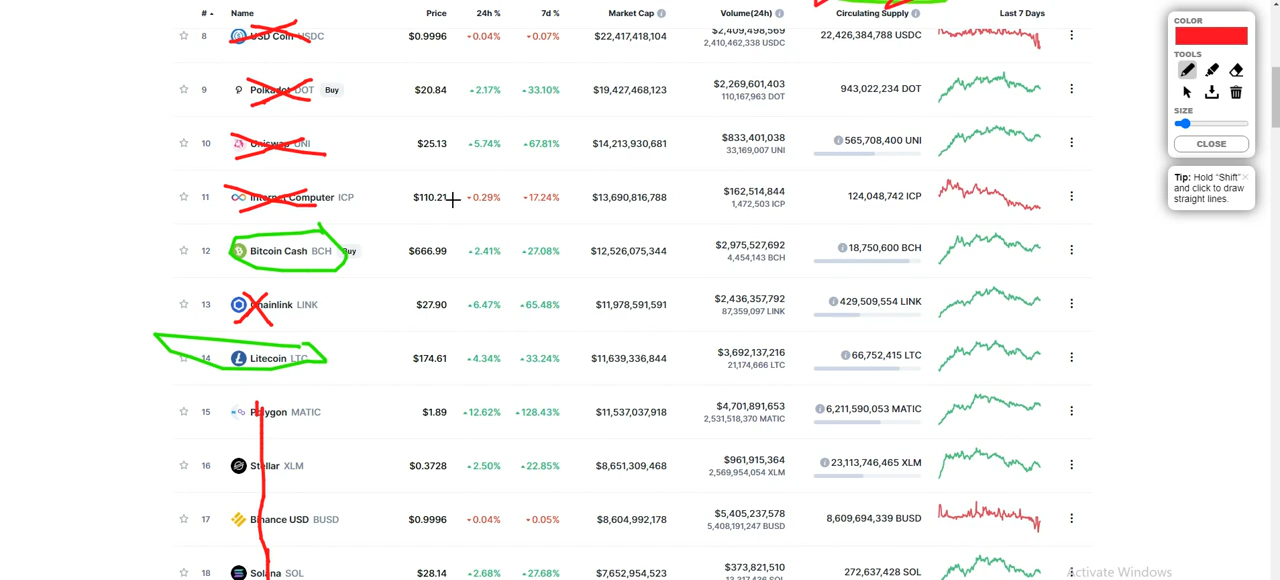 # Name Price 24h % 7d % Market Cap Volume(24h) Circulating Supply Last 7 Days
8 USD Coin USDC $0.9996 0.04% 0.07% $22,417,418,104 $2,409,498,569 22,426,384,788 USDC
2,410,462,338 USDC
9 Polkadot DOT Buy $20.84 2.17% 33.10% $19,427,468,123 $2,269,601,403 943,022,234 DOT
110,167,963 DOT
10 Uniswap UNI $25.13 5.74% 67.81% $14,213,930,681 $833,401,038 565,708,400 UNI
33,169,007 UNI
11 Internet Computer ICP $110.21 0.29% 17.24% $13,690,816,788 $162,514,844 124,048,742 ICP
1,472,503 ICP
12 Bitcoin Cash BCH Buy $666.99 2.41% 27.08% $12,526,075,344 $2,975,527,692 18,750,600 BCH
4,454,143 BCH
13 Chainlink LINK $27.90 6.47% 65.48% $11,978,591,591 $2,436,357,792 429,509,554 LINK
87,359,097 LINK
14 Litecoin LTC $174.61 4.34% 33.24% $11,639,336,844 $3,692,137,216 66,752,415 LTC
21,174,666 LTC
15 Polygon MATIC $1.89 12.62% 128.43% $11,537,037,918 $4,701,891,653 6,211,590,053 MATIC
2,531,518,370 MATIC
16 Stellar XLM $0.3728 2.50% 22.85% $8,651,309,468 $961,915,364 23,113,746,465 XLM
2,569,954,054 XLM
17 Binance USD BUSD $0.9996 0.04% 0.05% $8,604,992,178 $5,405,237,578 8,609,694,339 BUSD
5,408,191,247 BUSD
18 Solana SOL $28.14 2.68% 27.68% $7,652,954,523 $373,821,510 272,637,428 SOL
COLOR
TOOLS
SIZE
CLOSE
Tip: Hold "Shift"
and click to draw
straight lines.
Activate Windows